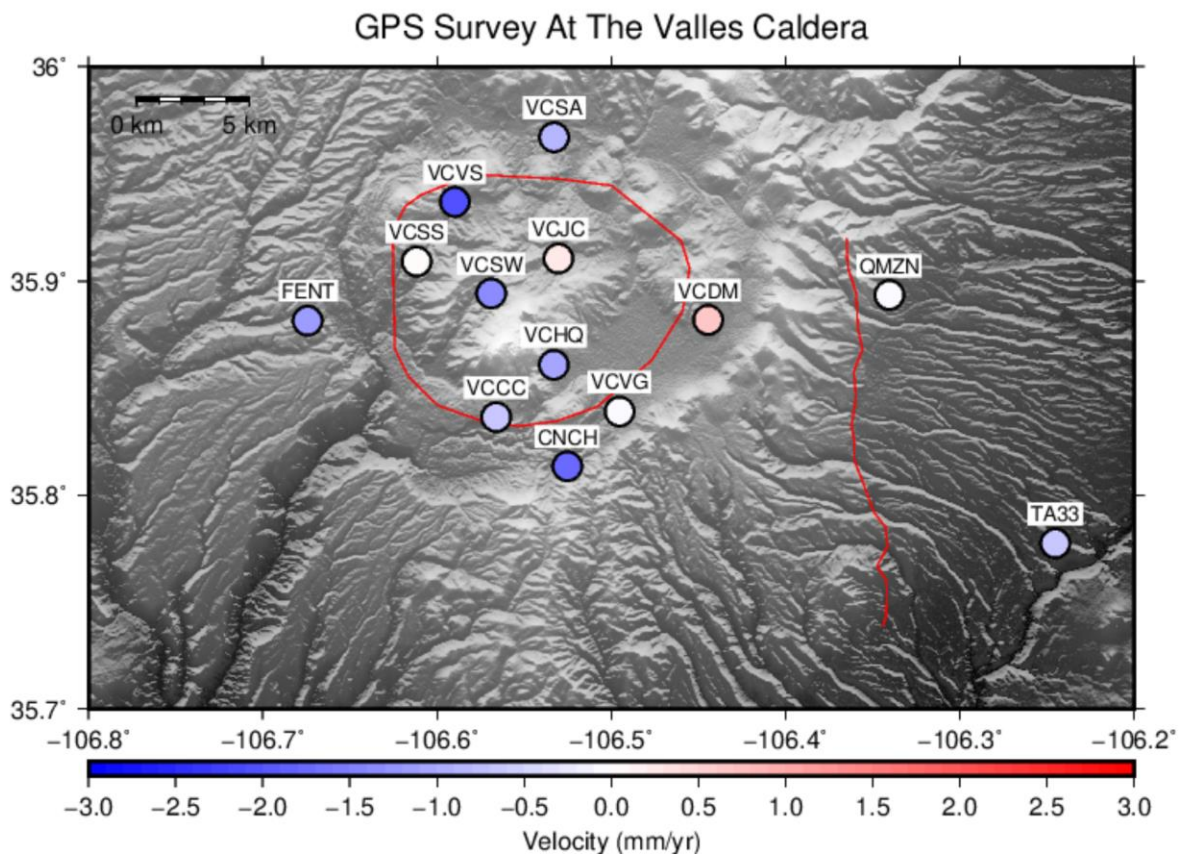 GPS Survey At The Valles Caldera
36°
0 km 5 km
VCSA
VCVS
VCSS
VCJC
VCSW
QMZN
35.9°
FENT
VCDM
VCHQ
VCCC
VCVG
CNCH
35.8°
TA33
35.7°
−106.8° −106.7° −106.6° −106.5° −106.4° −106.3° −106.2°
−3.0 −2.5 −2.0 −1.5 −1.0 −0.5 0.0 0.5 1.0 1.5 2.0 2.5 3.0
Velocity (mm/yr)